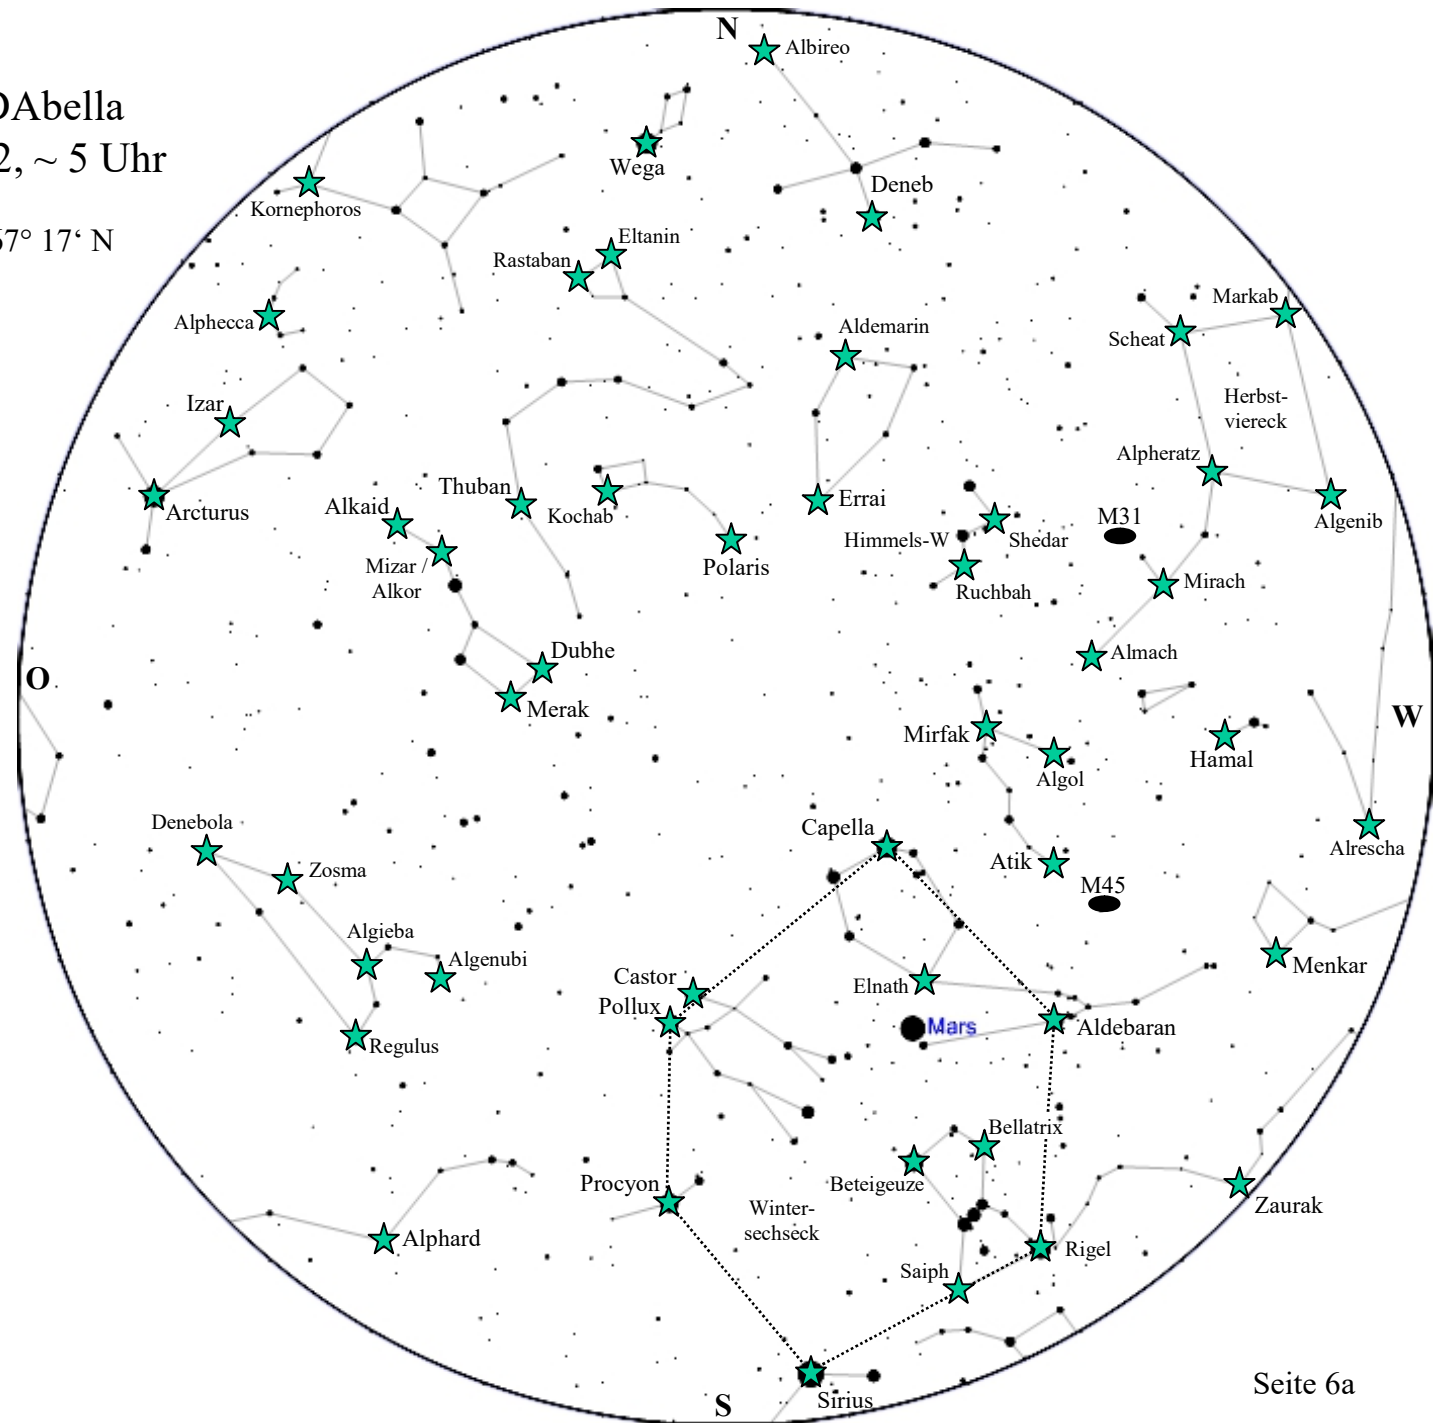 N
Albireo
DAbella
2, ~ 5 Uhr
Wega
Deneb
Kornephoros
57° 17‘ N
Eltanin
Rastaban
Markab
Alphecca
Aldemarin
Scheat
Izar
Herbst-
viereck
Alpheratz
Thuban
Alkaid
Kochab
Errai
Arcturus
Algenib
M31
Himmels-W
Shedar
Mizar /
Alkor
Polaris
Mirach
Ruchbah
Dubhe
Almach
O
Merak
W
Mirfak
Hamal
Algol
Denebola
Capella
Alrescha
Zosma
Atik
M45
Algieba
Algenubi
Menkar
Castor
Elnath
Pollux
Mars
Aldebaran
Regulus
Bellatrix
Procyon
Beteigeuze
Winter-
sechseck
Zaurak
Alphard
Rigel
Saiph
Seite 6a
Sirius
S